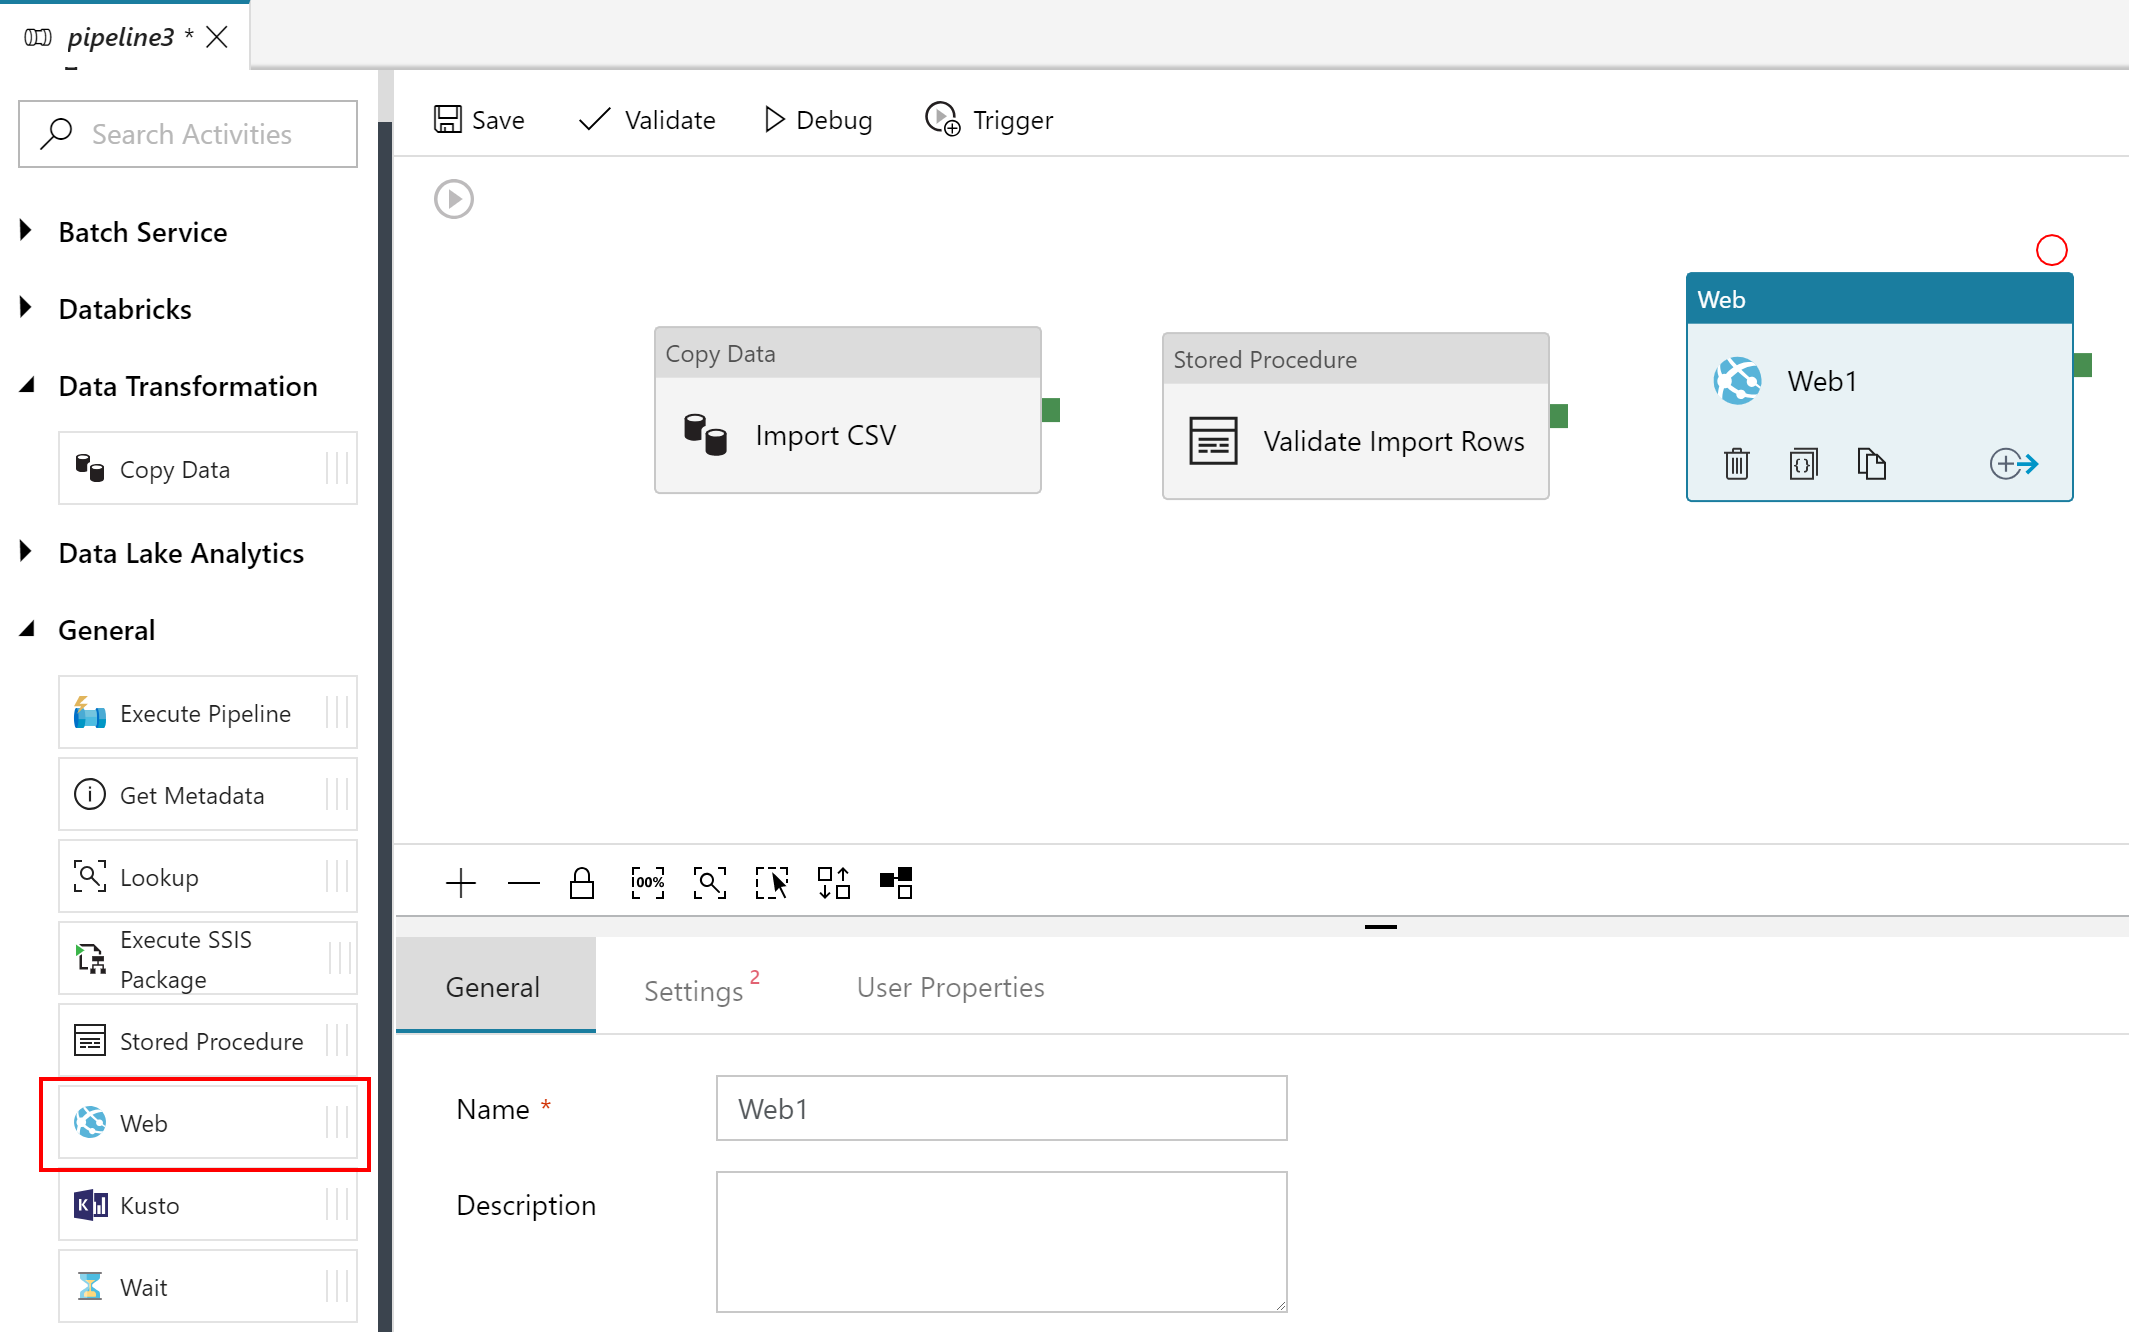 pipeline3 *
Search Activities
Batch Service
Databricks
Data Transformation
Copy Data
Data Lake Analytics
General
Execute Pipeline
Get Metadata
Lookup
Execute SSIS
Package
Stored Procedure
Web
Kusto
Wait
Save
Validate
Debug
Trigger
Copy Data
Import CSV
Stored Procedure
Validate Import Rows
Web
Web1
00%
General
Settings 2
User Properties
Name *
Web1
Description